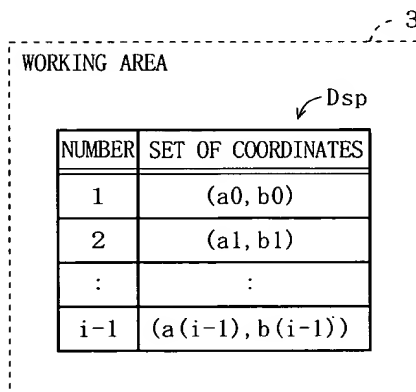 3
WORKING AREA
Dsp
NUMBER SET OF COORDINATES
1 (a0,b0)
2 (a1,b1)
: :
i-1 (a(i-1),b(i-1))